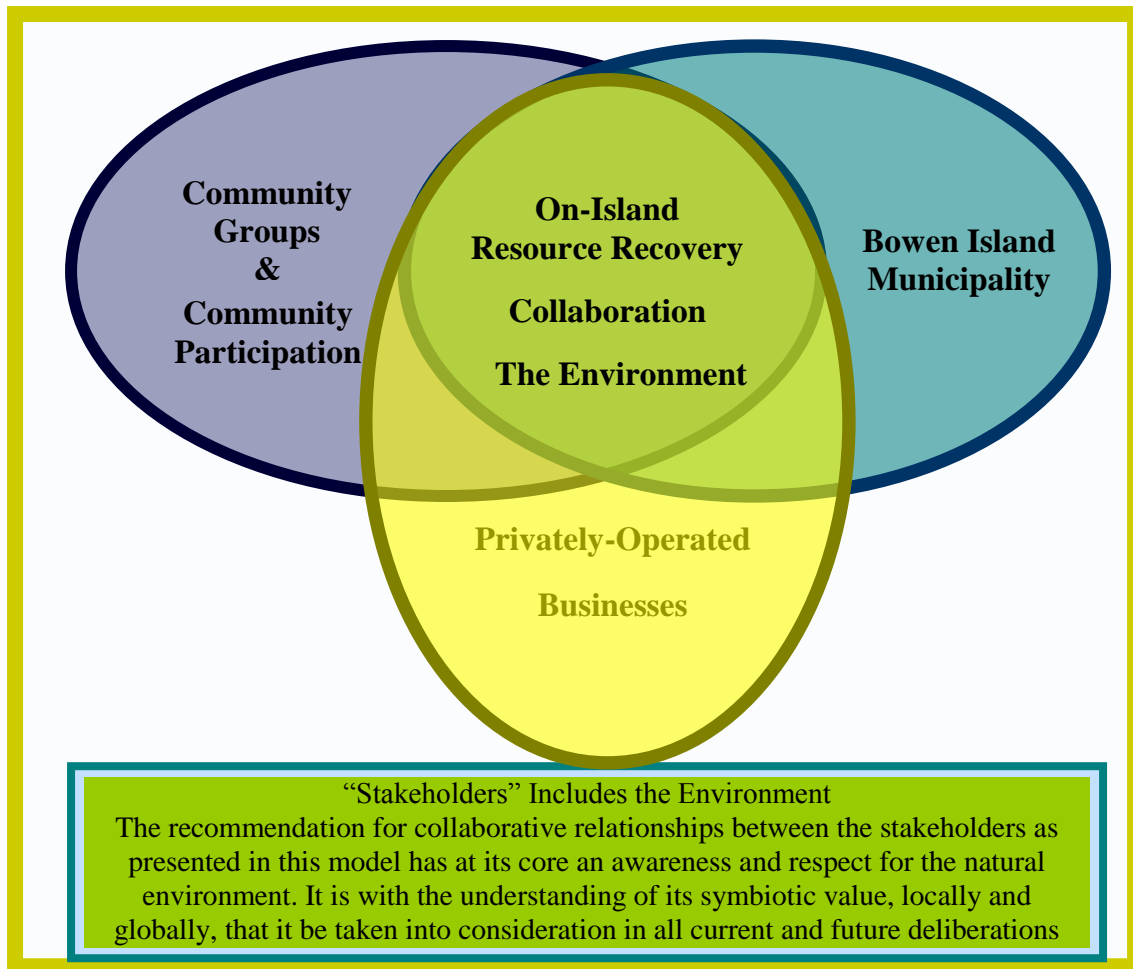 Community
Groups
&
Community
Participation
On-Island
Resource Recovery
Collaboration
The Environment
Bowen Island
Municipality
Privately-Operated
Businesses
“Stakeholders” Includes the Environment
The recommendation for collaborative relationships between the stakeholders as
presented in this model has at its core an awareness and respect for the natural
environment. It is with the understanding of its symbiotic value, locally and
globally, that it be taken into consideration in all current and future deliberations